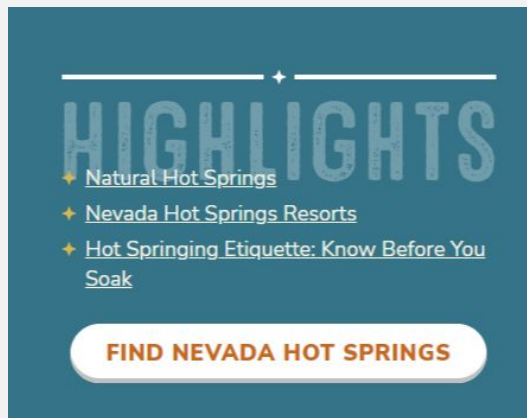 HIGHLIGHTS
Natural Hot Springs
Nevada Hot Springs Resorts
Hot Springing Etiquette: Know Before You
Soak
FIND NEVADA HOT SPRINGS